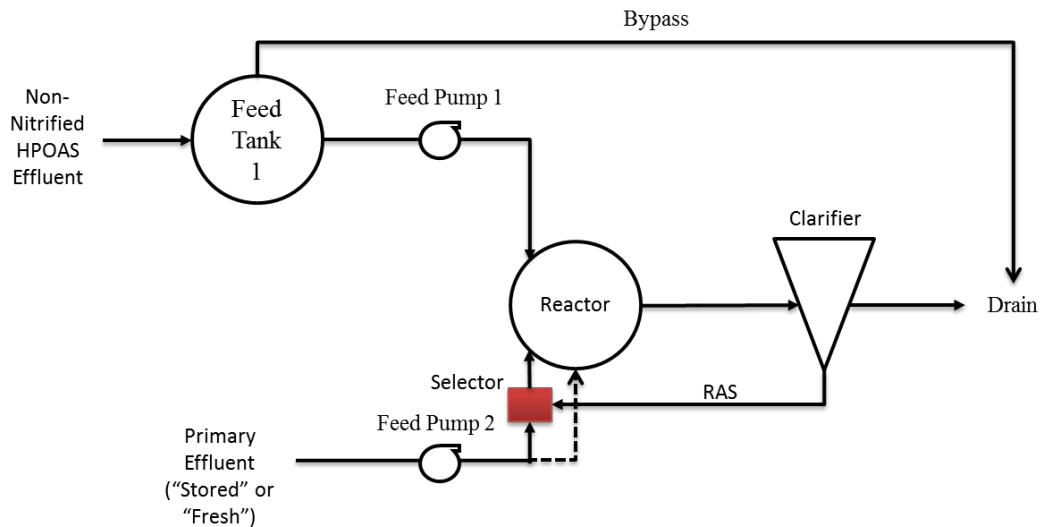 Bypass
Non-
Nitrified
HPOAS
Effluent
Feed
Tank
1
Feed Pump 1
Clarifier
Reactor
Drain
Selector
RAS
Feed Pump 2
Primary
Effluent
(“Stored” or
“Fresh”)